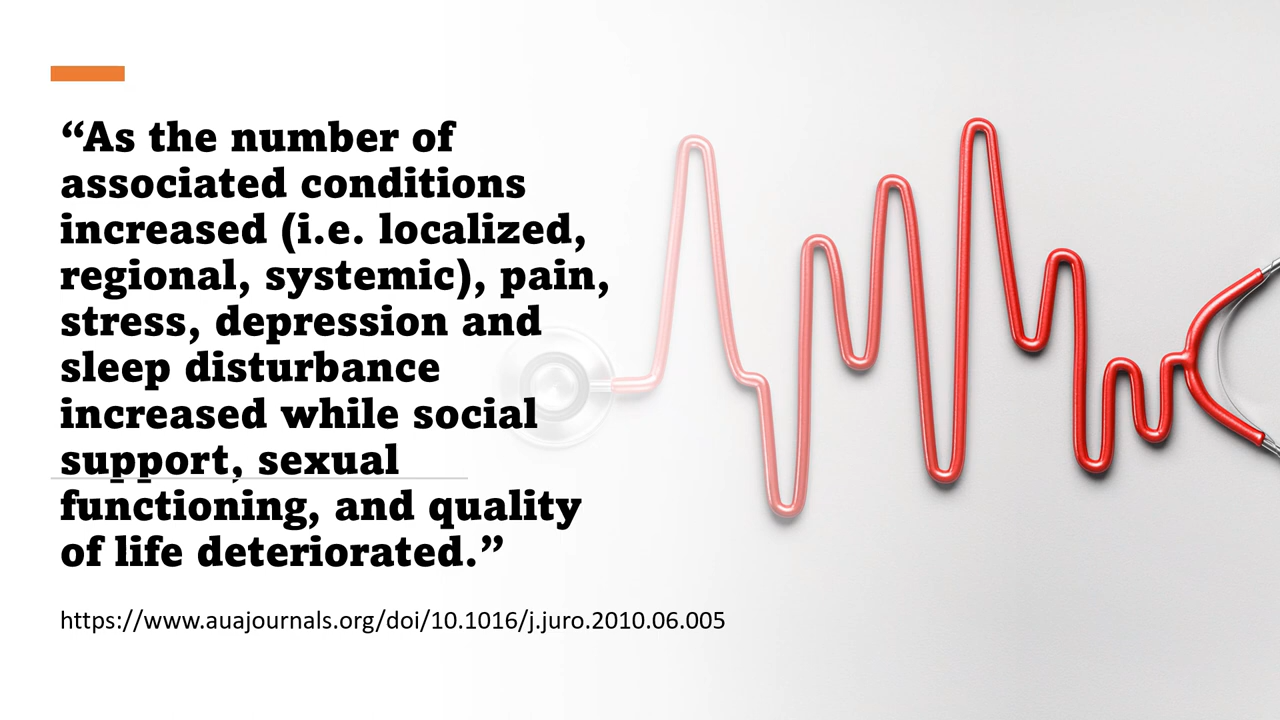 “As the number of
associated conditions
increased (i.e. localized,
regional, systemic), pain,
stress, depression and
sleep disturbance
increased while social
support, sexual
functioning, and quality
of life deteriorated.”
https://www.auajournals.org/doi/10.1016/j.juro.2010.06.005